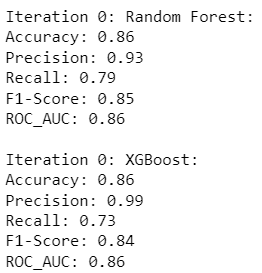 Iteration 0: Random Forest:
Accuracy: 0.86
Precision: 0.93
Recall: 0.79
F1-Score: 0.85
ROC_AUC: 0.86
Iteration 0: XGBoost:
Accuracy: 0.86
Precision: 0.99
Recall: 0.73
F1-Score: 0.84
ROC_AUC: 0.86